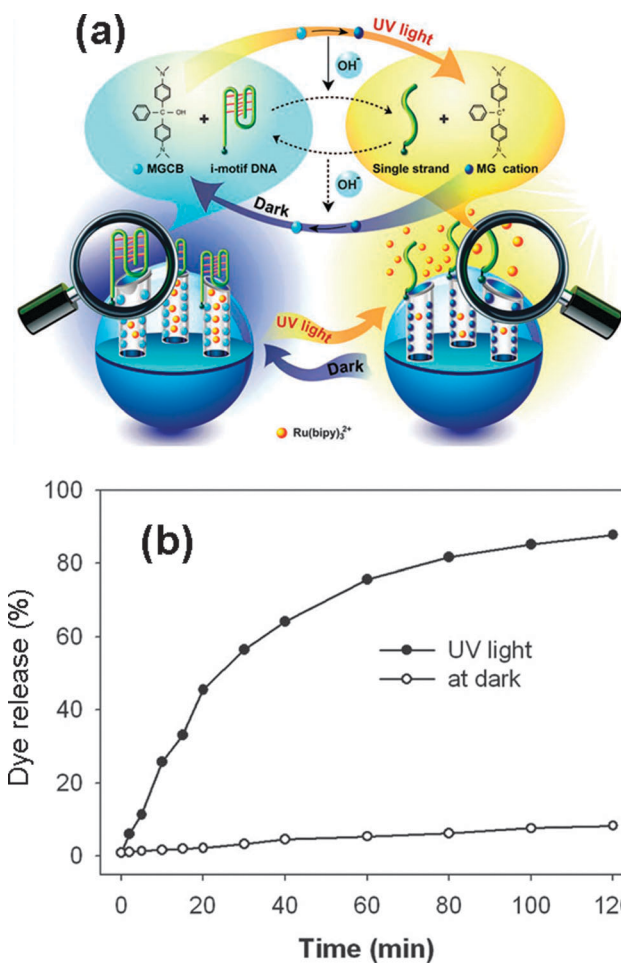 (a)
UV light
OH⁻
OH
C
+
C⁺
+
N
N
N
N
MGCB
i-motif DNA
Single strand
MG cation
OH⁻
Dark
UV light
Dark
Ru(bipy)₃²⁺
(b)
100
80
60
40
20
0
Dye release (%)
UV light
at dark
0 20 40 60 80 100 120
Time (min)